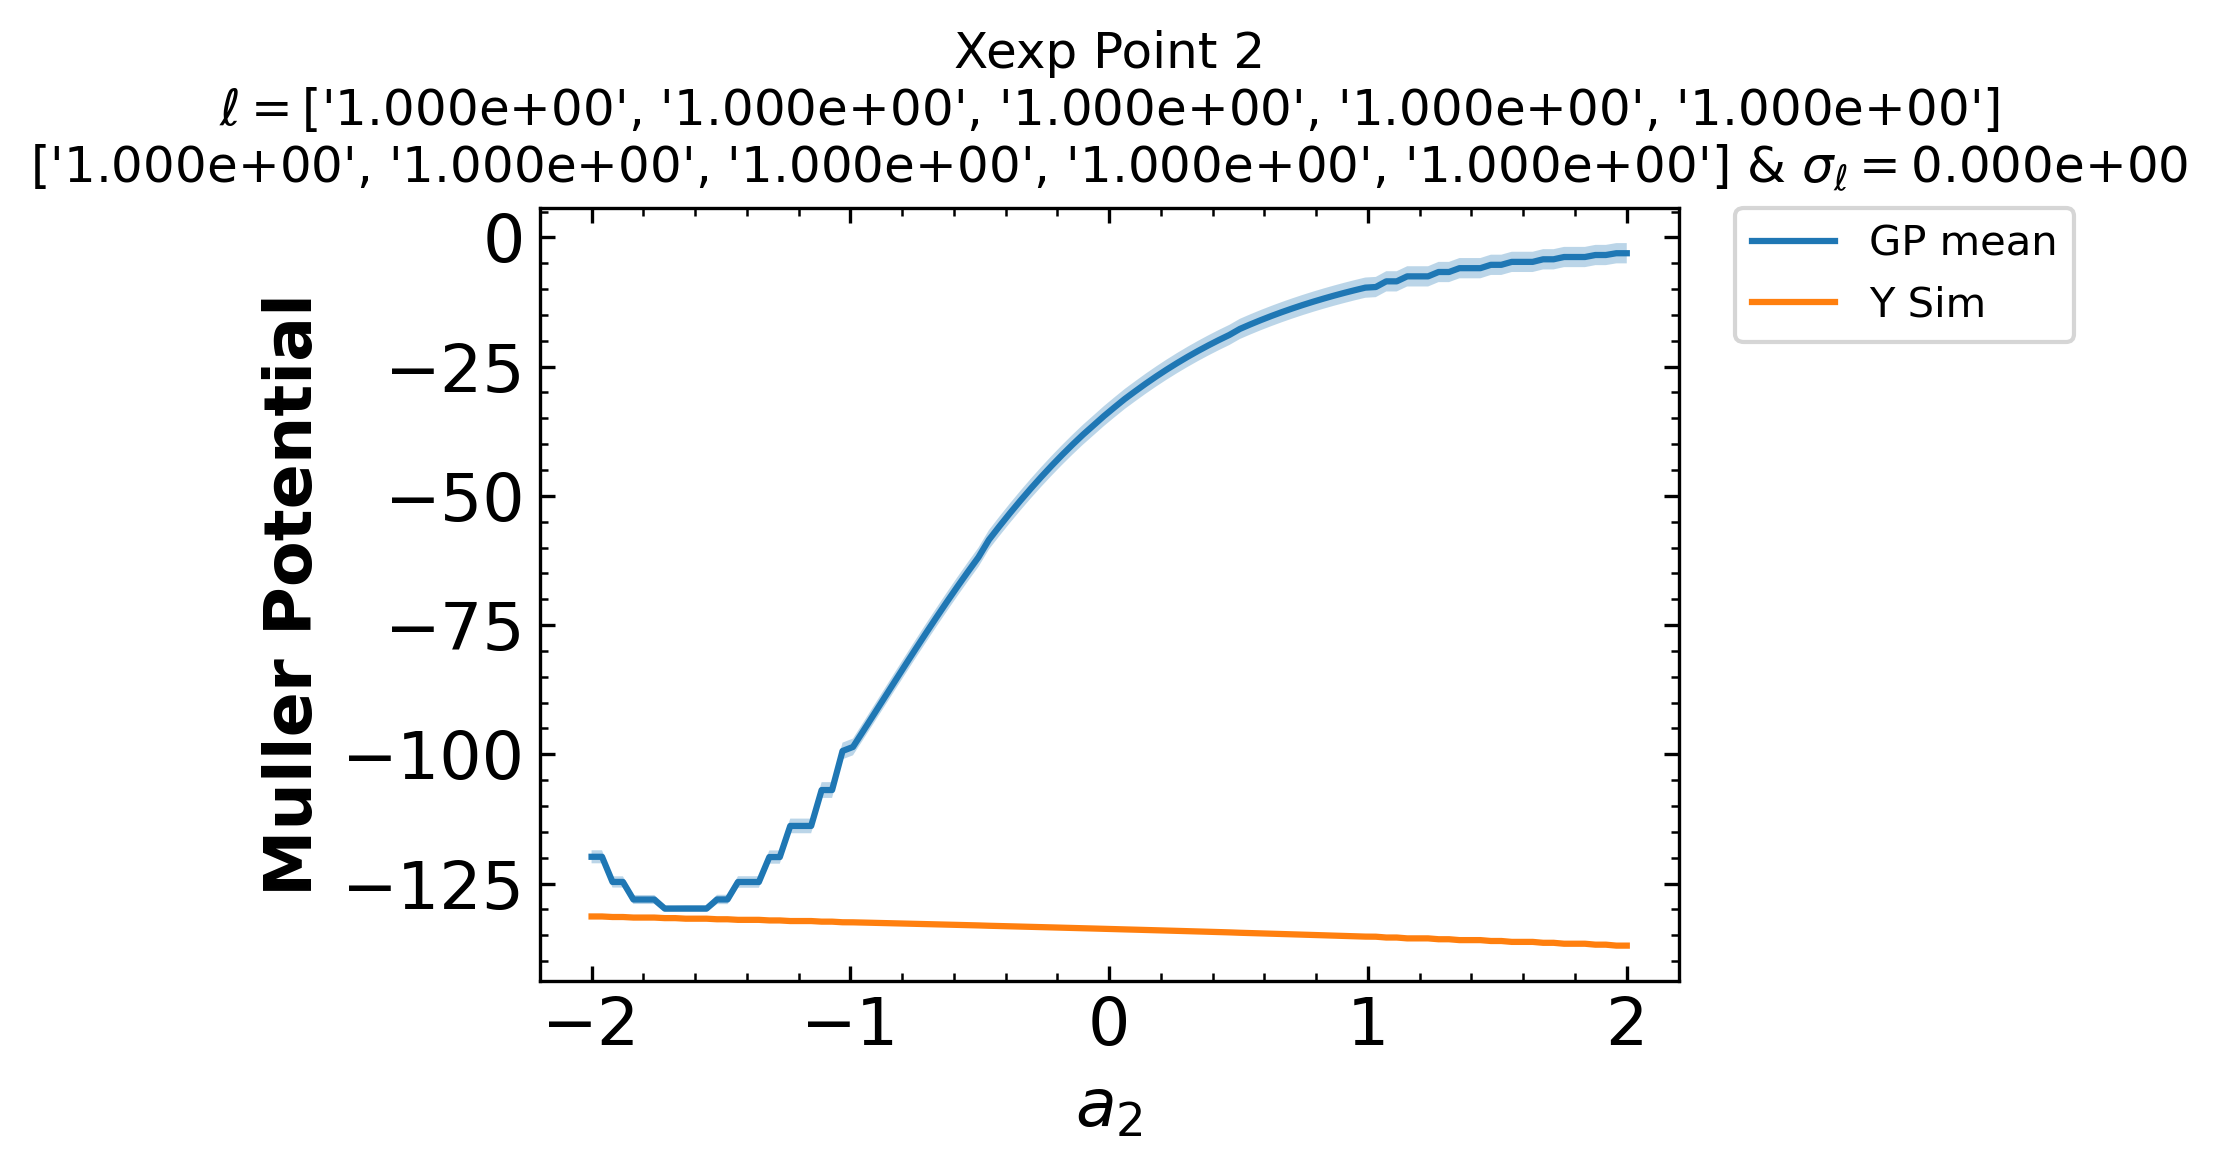 Xexp Point 2
ℓ = ['1.000e+00', '1.000e+00', '1.000e+00', '1.000e+00', '1.000e+00']
['1.000e+00', '1.000e+00', '1.000e+00', '1.000e+00', '1.000e+00'] & σℓ = 0.000e+00
GP mean
Y Sim
Muller Potential
0
−25
−50
−75
−100
−125
−2
−1
0
1
2
a₂